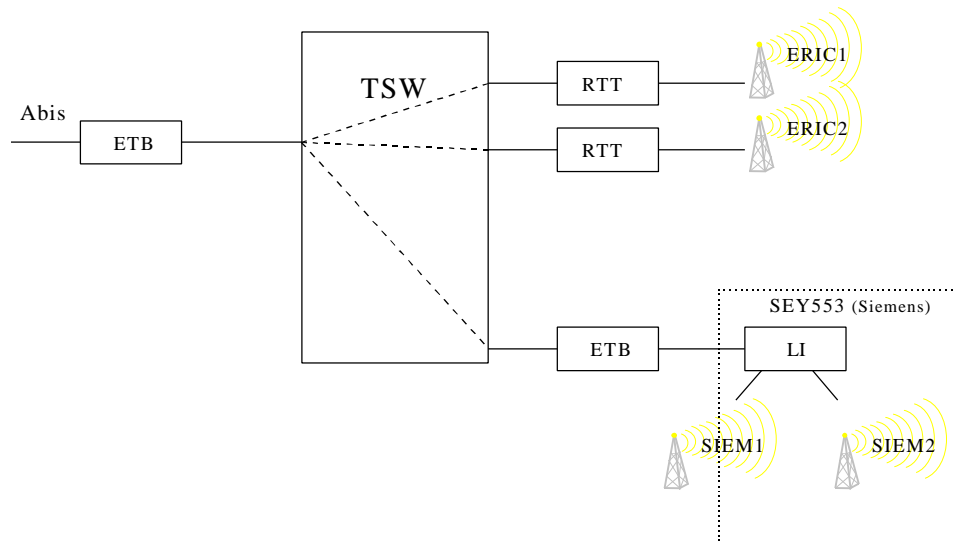 ERIC1
TSW
RTT
Abis
ERIC2
ETB
RTT
SEY553 (Siemens)
ETB
LI
SIEM1
SIEM2